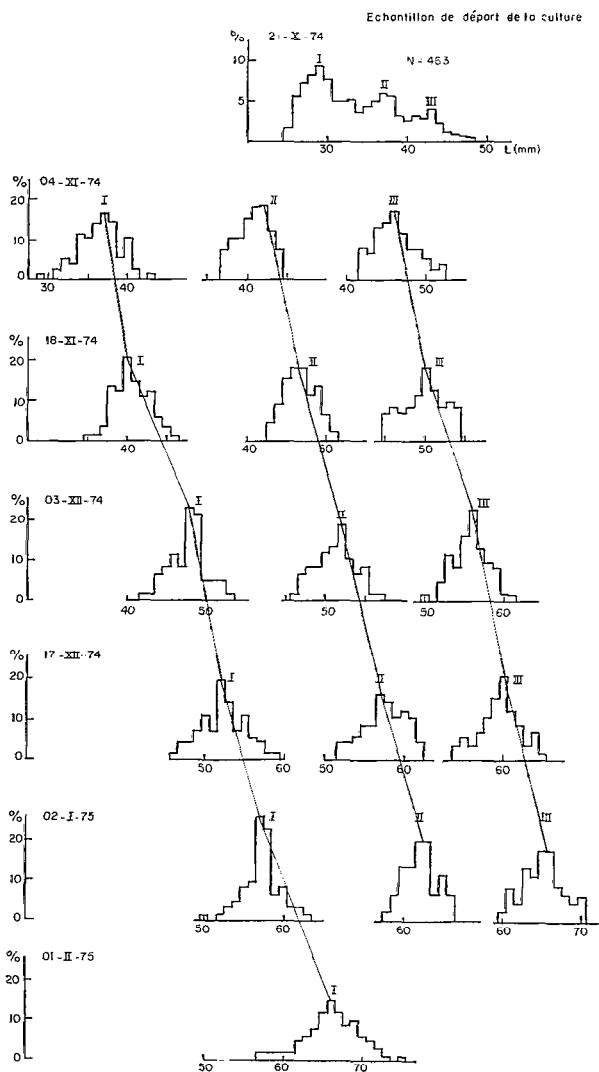 Echantillon de départ de la culture
21-X-74
%
N = 463
I
II
III
10
5
30 40 50
L (mm)
% 04-XI-74
I II III
20
10
0
30 40 40 40 50
18-XI-74
I II III
20
10
0
40 40 50
% 03-XII-74
I II III
20
10
0
40 50 50 50 60
% 17-XII-74
I II III
20
10
0
50 60 50 60 60
% 02-I-75
I II III
20
10
0
50 60 60 60 70
% 01-II-75
I
20
10
0
50 60 70